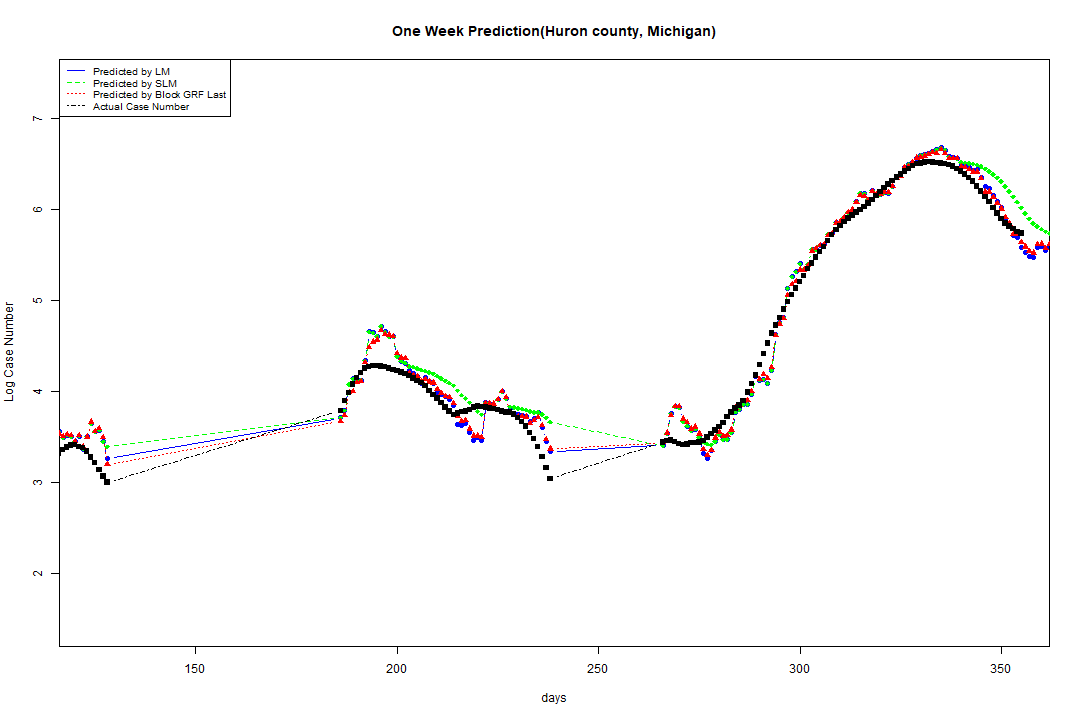 One Week Prediction(Huron county, Michigan)
Predicted by LM
Predicted by SLM
Predicted by Block GRF Last
Actual Case Number
7
6
5
4
3
2
Log Case Number
150 200 250 300 350
days